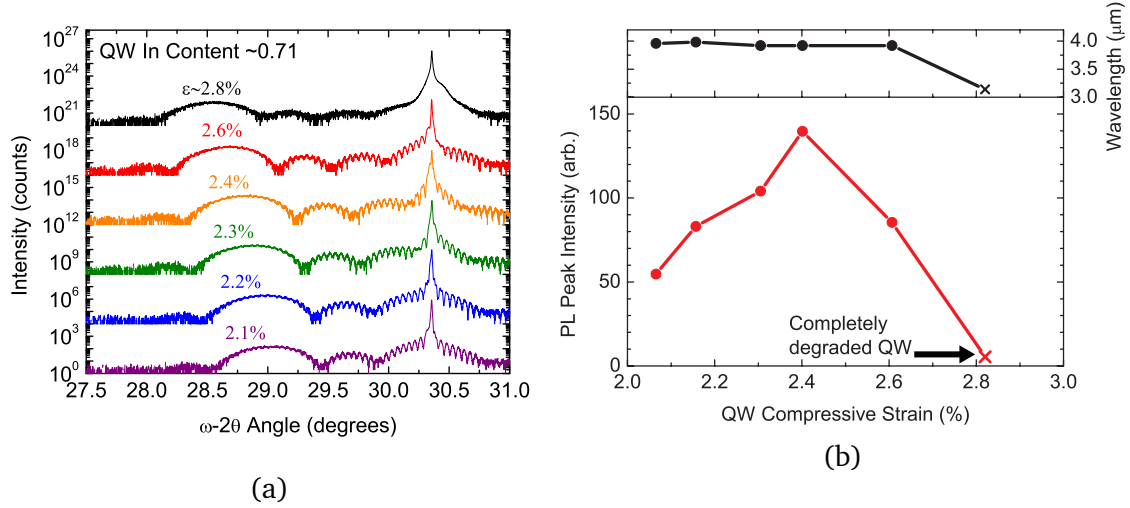 QW In Content ~0.71
ε~2.8%
2.6%
2.4%
2.3%
2.2%
2.1%
10^27
10^24
10^21
10^18
10^15
10^12
10^9
10^6
10^3
10^0
Intensity (counts)
27.5 28.0 28.5 29.0 29.5 30.0 30.5 31.0
ω-2θ Angle (degrees)
(a)
4.0
3.5
3.0
Wavelength (μm)
150
100
50
0
PL Peak Intensity (arb.)
Completely
degraded QW
2.0 2.2 2.4 2.6 2.8 3.0
QW Compressive Strain (%)
(b)